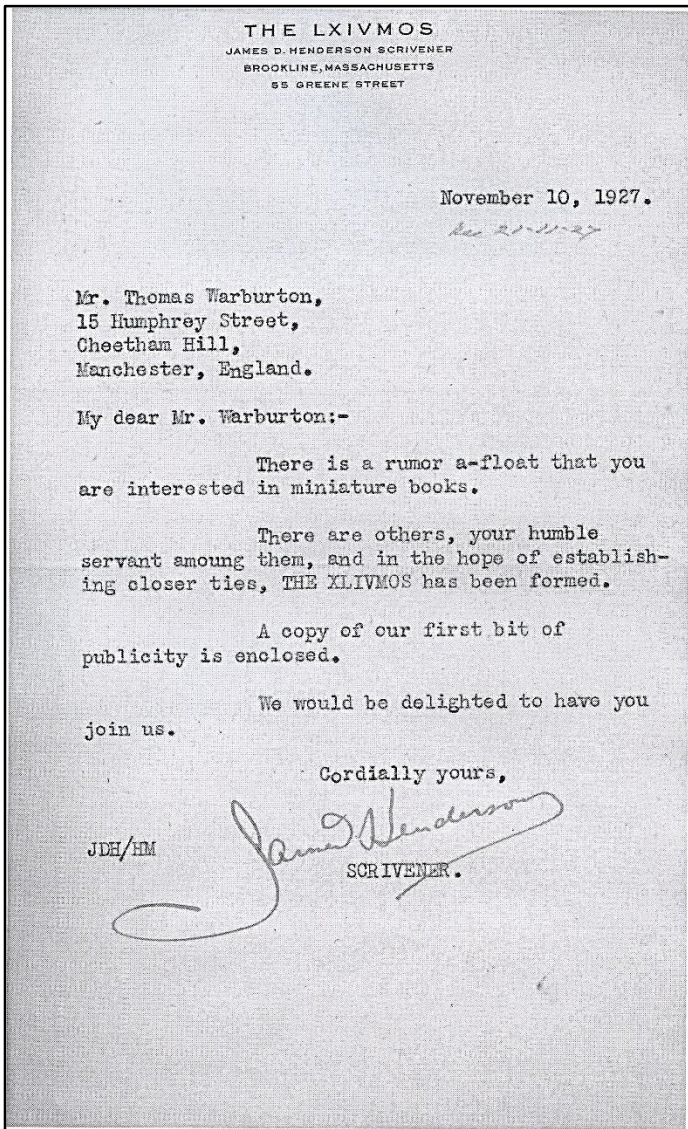 THE LXIVMOS
JAMES D. HENDERSON SCRIVENER
BROOKLINE, MASSACHUSETTS
55 GREENE STREET
November 10, 1927.
Rec 21-11-27
Mr. Thomas Warburton,
15 Humphrey Street,
Cheetham Hill,
Manchester, England.
My dear Mr. Warburton:-
There is a rumor a-float that you
are interested in miniature books.
There are others, your humble
servant amoung them, and in the hope of establish-
ing closer ties, THE XLIVMOS has been formed.
A copy of our first bit of
publicity is enclosed.
We would be delighted to have you
join us.
Cordially yours,
James D Henderson
JDH/HM
SCRIVENER.